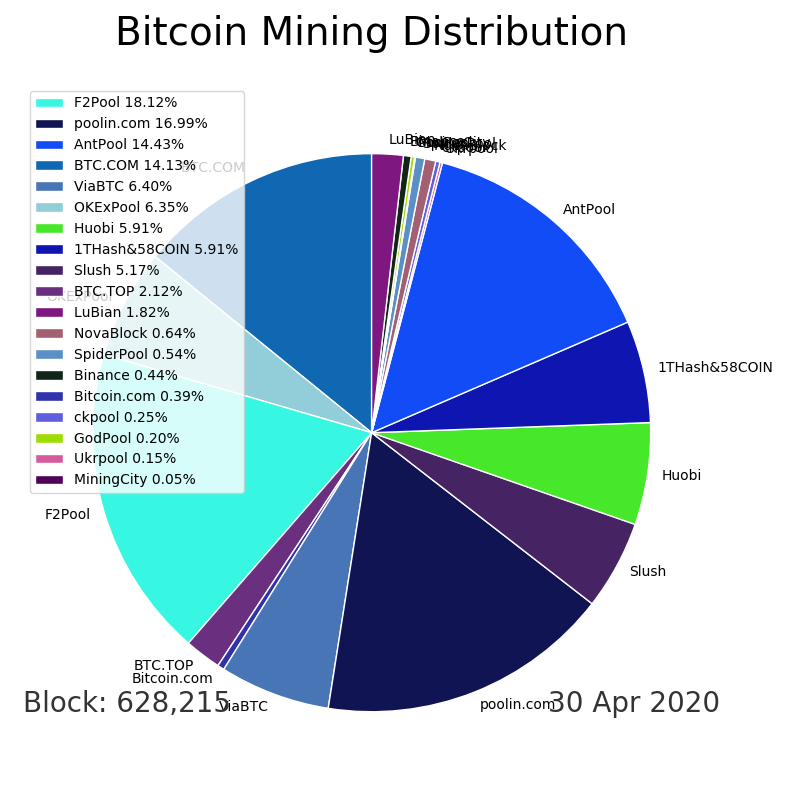 Bitcoin Mining Distribution
F2Pool 18.12%
poolin.com 16.99%
AntPool 14.43%
BTC.COM 14.13%
ViaBTC 6.40%
OKExPool 6.35%
Huobi 5.91%
1THash&58COIN 5.91%
Slush 5.17%
BTC.TOP 2.12%
LuBian 1.82%
NovaBlock 0.64%
SpiderPool 0.54%
Binance 0.44%
Bitcoin.com 0.39%
ckpool 0.25%
GodPool 0.20%
Ukrpool 0.15%
MiningCity 0.05%
LuBian
BTC.COM
AntPool
OKExPool
1THash&58COIN
Huobi
F2Pool
Slush
BTC.TOP
Bitcoin.com
ViaBTC
poolin.com
Block: 628,215
30 Apr 2020